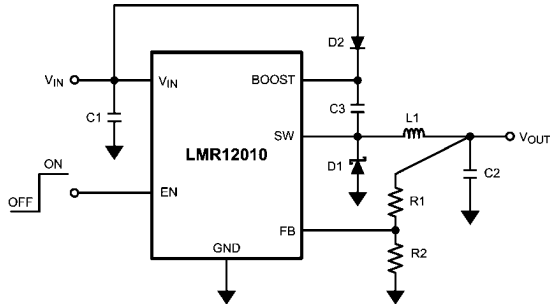 D2
V_IN
V_IN
BOOST
C1
C3
L1
SW
V_OUT
LMR12010
D1
C2
ON
OFF
EN
R1
FB
R2
GND